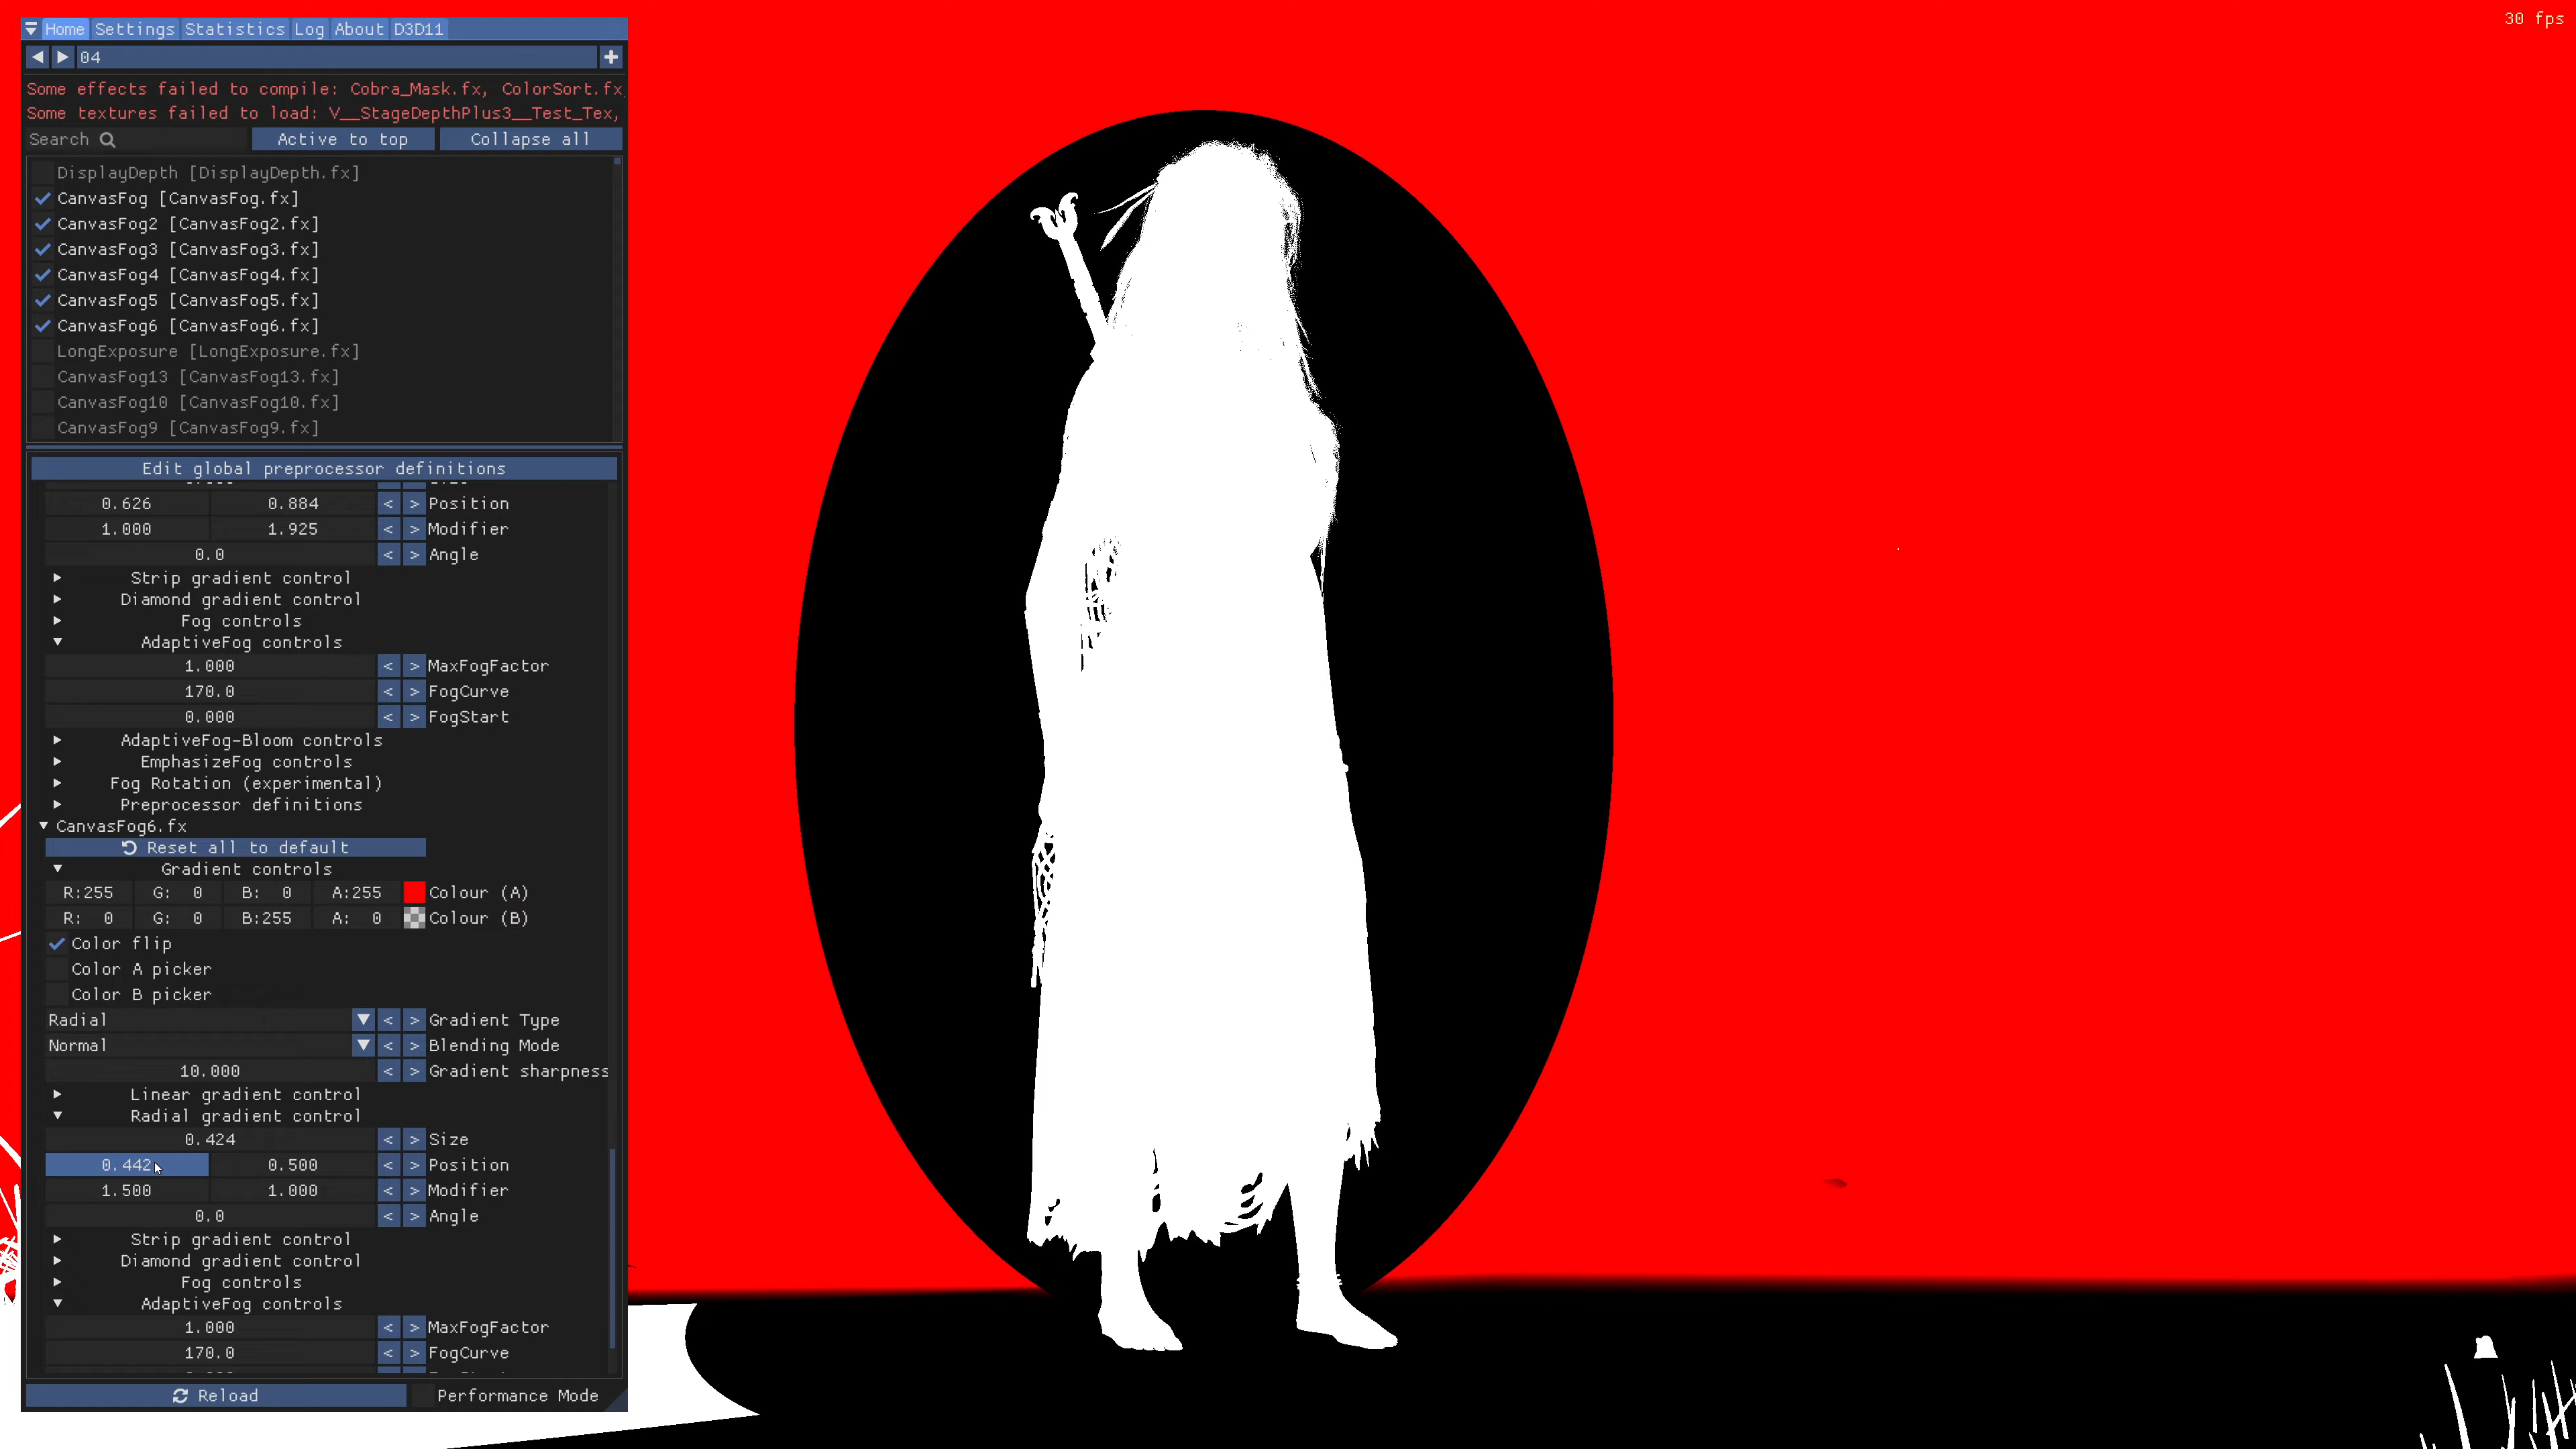 Home Settings Statistics Log About D3D11
30 fps
04
Some effects failed to compile: Cobra_Mask.fx, ColorSort.fx,
Some textures failed to load: V__StageDepthPlus3__Test_Tex,
Search Active to top Collapse all
DisplayDepth [DisplayDepth.fx]
CanvasFog [CanvasFog.fx]
CanvasFog2 [CanvasFog2.fx]
CanvasFog3 [CanvasFog3.fx]
CanvasFog4 [CanvasFog4.fx]
CanvasFog5 [CanvasFog5.fx]
CanvasFog6 [CanvasFog6.fx]
LongExposure [LongExposure.fx]
CanvasFog13 [CanvasFog13.fx]
CanvasFog10 [CanvasFog10.fx]
CanvasFog9 [CanvasFog9.fx]
Edit global preprocessor definitions
0.626 0.884 < > Position
1.000 1.925 < > Modifier
0.0 < > Angle
Strip gradient control
Diamond gradient control
Fog controls
AdaptiveFog controls
1.000 < > MaxFogFactor
170.0 < > FogCurve
0.000 < > FogStart
AdaptiveFog-Bloom controls
EmphasizeFog controls
Fog Rotation (experimental)
Preprocessor definitions
CanvasFog6.fx
Reset all to default
Gradient controls
R:255 G: 0 B: 0 A:255 Colour (A)
R: 0 G: 0 B:255 A: 0 Colour (B)
Color flip
Color A picker
Color B picker
Radial < > Gradient Type
Normal < > Blending Mode
10.000 < > Gradient sharpness
Linear gradient control
Radial gradient control
0.424 < > Size
0.442 0.500 < > Position
1.500 1.000 < > Modifier
0.0 < > Angle
Strip gradient control
Diamond gradient control
Fog controls
AdaptiveFog controls
1.000 < > MaxFogFactor
170.0 < > FogCurve
Reload Performance Mode